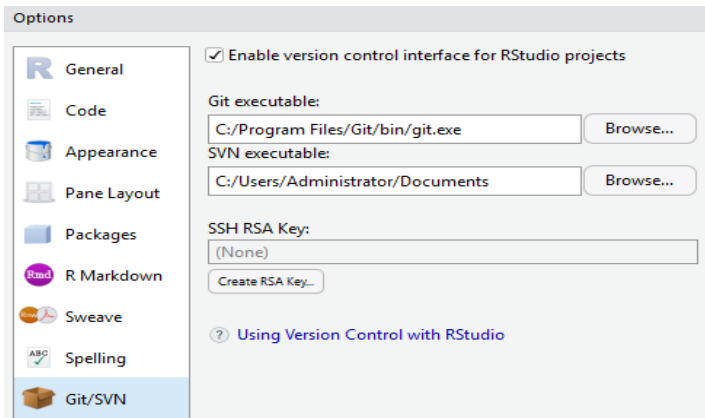 Options
General
Code
Appearance
Pane Layout
Packages
Rmd
R Markdown
Sweave
ABC
Spelling
Git/SVN
Enable version control interface for RStudio projects
Git executable:
C:/Program Files/Git/bin/git.exe
Browse...
SVN executable:
C:/Users/Administrator/Documents
Browse...
SSH RSA Key:
(None)
Create RSA Key...
? Using Version Control with RStudio